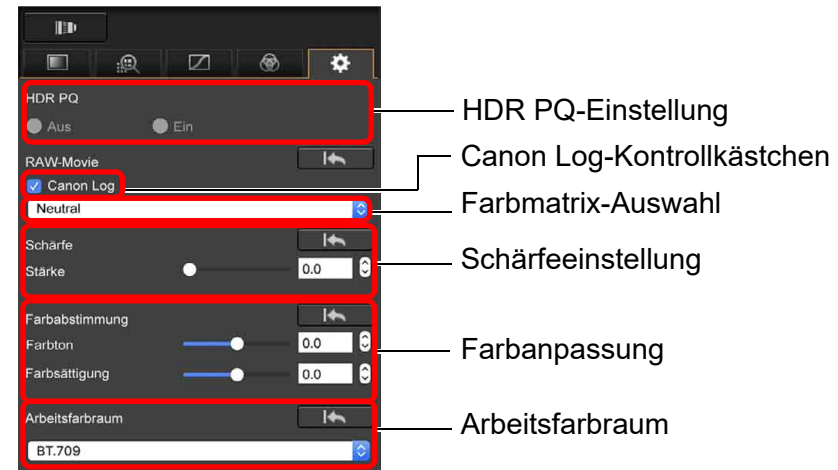 HDR PQ
Aus Ein
RAW-Movie
Canon Log
Neutral
Schärfe
Stärke 0.0
Farbabstimmung
Farbton 0.0
Farbsättigung 0.0
Arbeitsfarbraum
BT.709
HDR PQ-Einstellung
Canon Log-Kontrollkästchen
Farbmatrix-Auswahl
Schärfeeinstellung
Farbanpassung
Arbeitsfarbraum